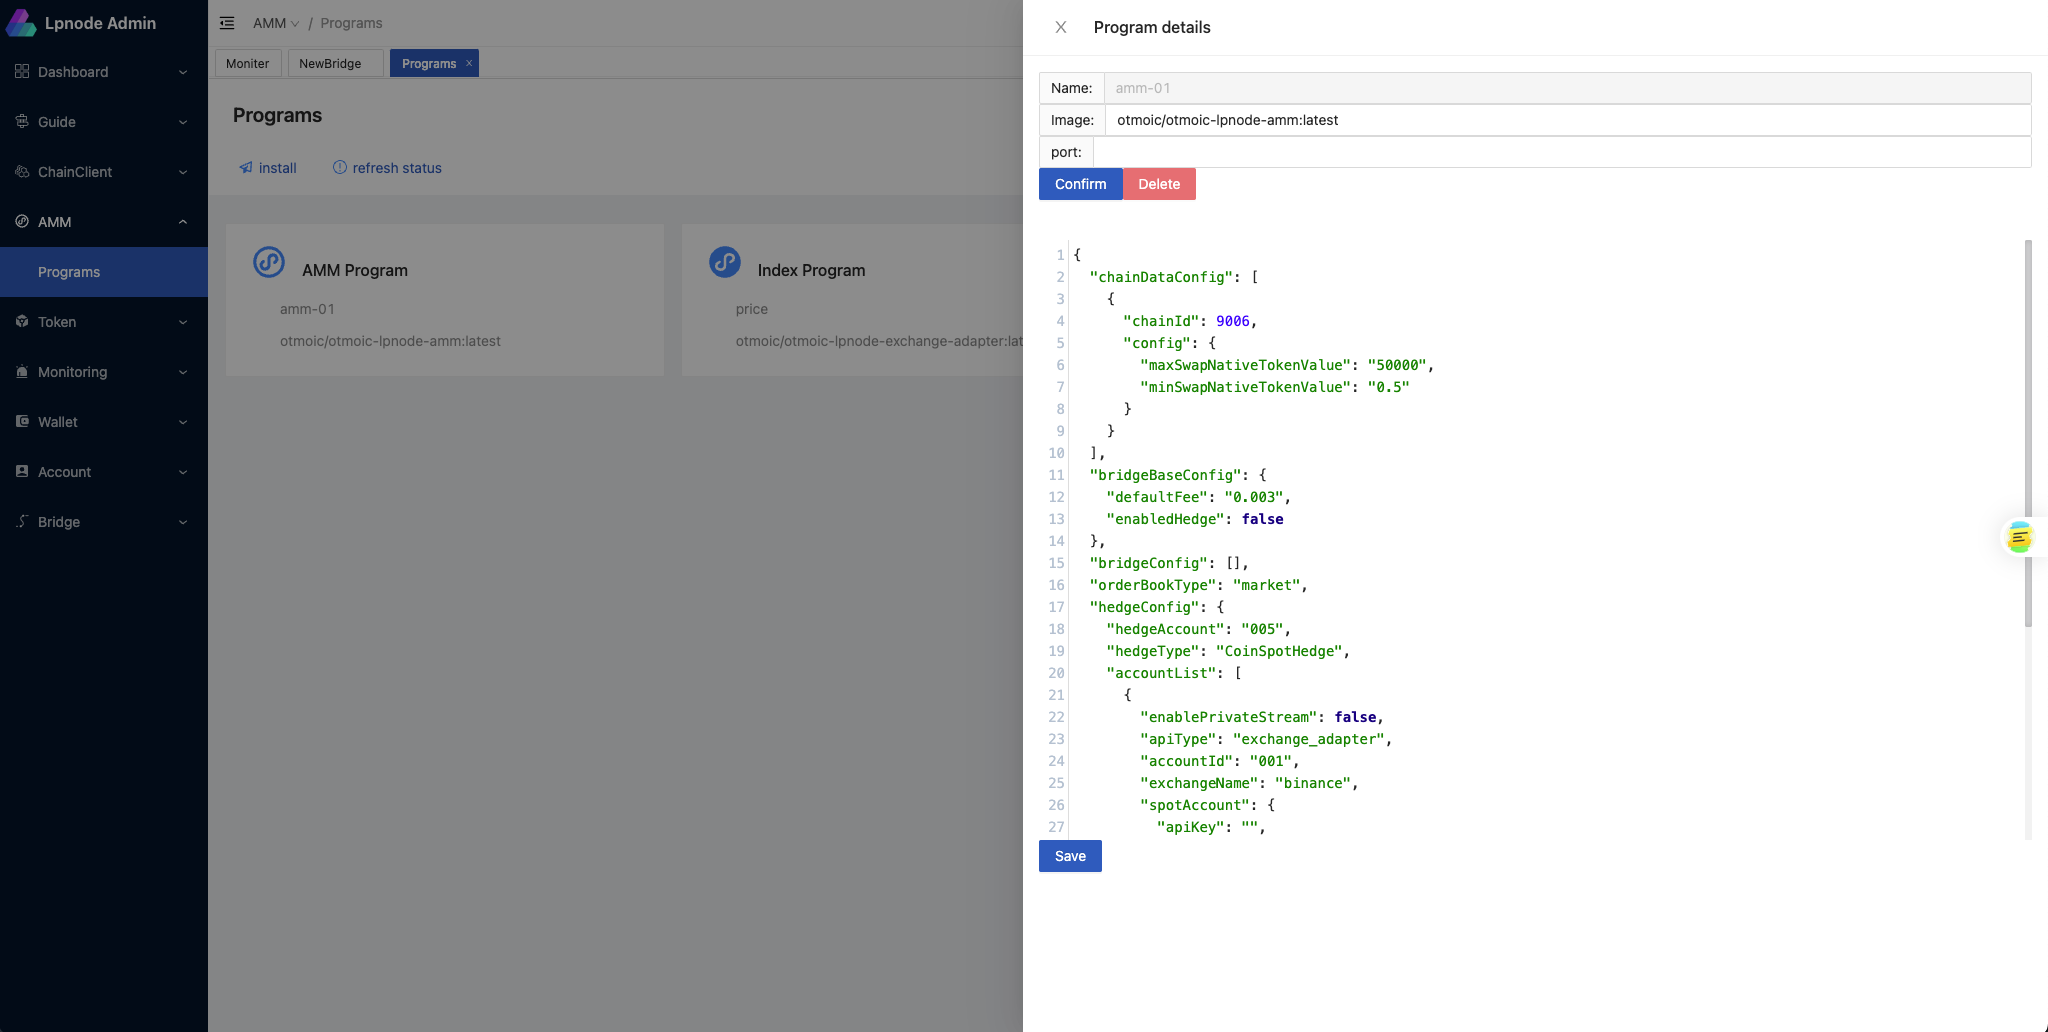 Lpnode Admin
Dashboard
Guide
ChainClient
AMM
Programs
Token
Monitoring
Wallet
Account
Bridge
AMM / Programs
Moniter
NewBridge
Programs ×
Programs
install
refresh status
AMM Program
amm-01
otmoic/otmoic-lpnode-amm:latest
Index Program
price
otmoic/otmoic-lpnode-exchange-adapter:lat
Program details
Name: amm-01
Image: otmoic/otmoic-lpnode-amm:latest
port:
Confirm
Delete
1 {
2 "chainDataConfig": [
3 {
4 "chainId": 9006,
5 "config": {
6 "maxSwapNativeTokenValue": "50000",
7 "minSwapNativeTokenValue": "0.5"
8 }
9 }
10 ],
11 "bridgeBaseConfig": {
12 "defaultFee": "0.003",
13 "enabledHedge": false
14 },
15 "bridgeConfig": [],
16 "orderBookType": "market",
17 "hedgeConfig": {
18 "hedgeAccount": "005",
19 "hedgeType": "CoinSpotHedge",
20 "accountList": [
21 {
22 "enablePrivateStream": false,
23 "apiType": "exchange_adapter",
24 "accountId": "001",
25 "exchangeName": "binance",
26 "spotAccount": {
27 "apiKey": "",
Save